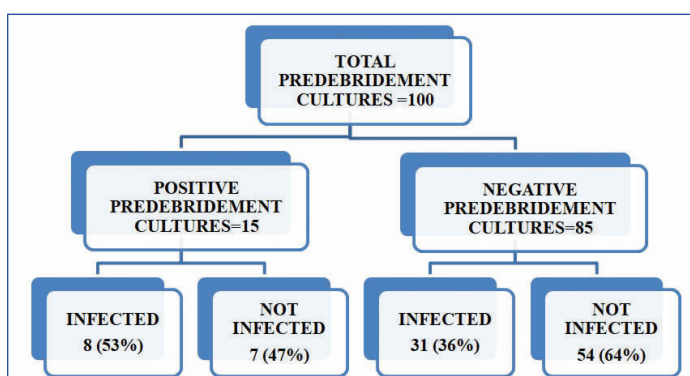 TOTAL
PREDEBRIDEMENT
CULTURES =100
POSITIVE
PREDEBRIDEMENT
CULTURES=15
NEGATIVE
PREDEBRIDEMENT
CULTURES=85
INFECTED
8 (53%)
NOT
INFECTED
7 (47%)
INFECTED
31 (36%)
NOT
INFECTED
54 (64%)